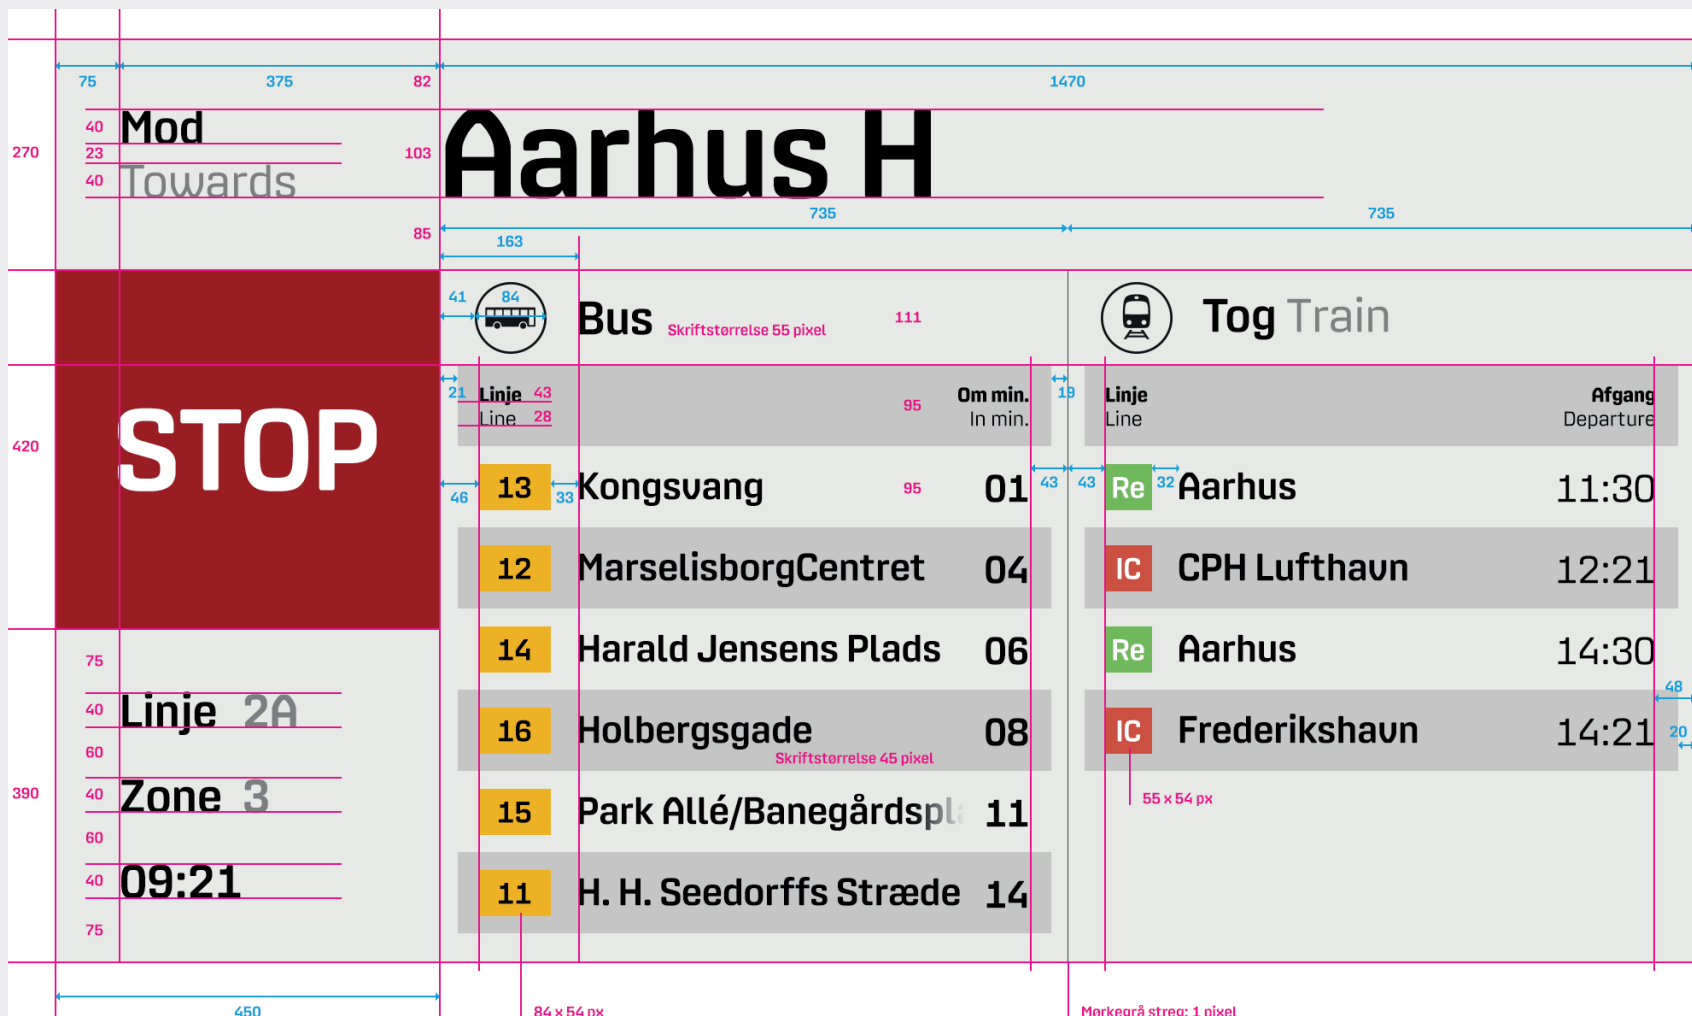 75 375 82 1470
40 Mod
23
40 Towards
270
103 Aarhus H
85
735 735
163
41 84
Bus Skriftstørrelse 55 pixel 111
Tog Train
21 Linje 43 95 Om min. 19
Line 28 In min.
Linje Afgang
Line Departure
420
STOP
46 13 33 Kongsvang 95 01 43
12 MarselisborgCentret 04
14 Harald Jensens Plads 06
16 Holbergsgade 08
Skriftstørrelse 45 pixel
15 Park Allé/Banegårdspla 11
11 H. H. Seedorffs Stræde 14
43 Re 32 Aarhus 11:30
IC CPH Lufthavn 12:21
Re Aarhus 14:30
48
IC Frederikshavn 14:21 20
55 x 54 px
75
40 Linje 2A
60
390
40 Zone 3
60
40 09:21
75
450
84 x 54 px
Mørkegrå streg: 1 pixel